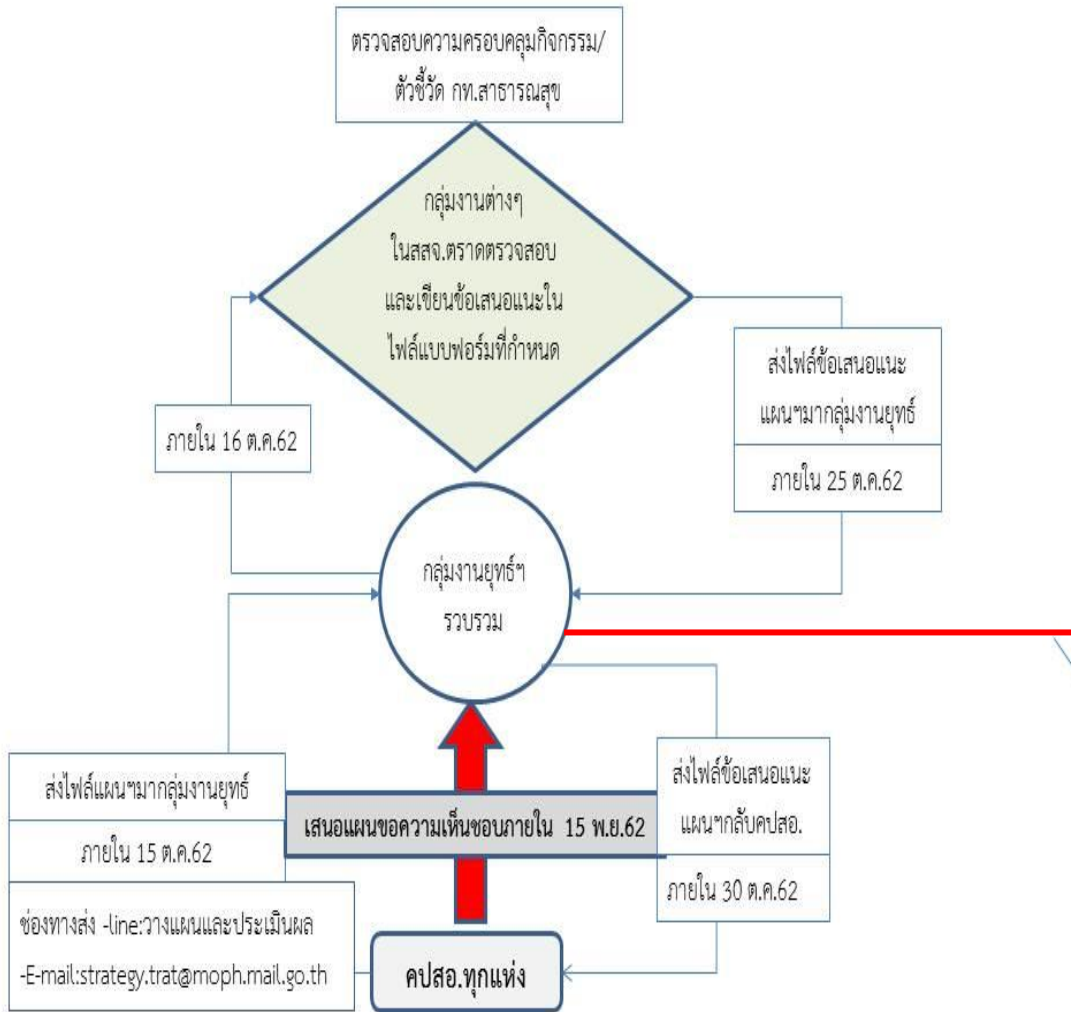 ตรวจสอบความครอบคลุมกิจกรรม/
ตัวชี้วัด กท.สาธารณสุข
กลุ่มงานต่างๆ
ในสสจ.ตราดตรวจสอบ
และเขียนข้อเสนอแนะใน
ไฟล์แบบฟอร์มที่กำหนด
ส่งไฟล์ข้อเสนอแนะ
แผนฯมากลุ่มงานยุทธ์
ภายใน 25 ต.ค.62
ภายใน 16 ต.ค.62
กลุ่มงานยุทธ์ฯ
รวบรวม
ส่งไฟล์แผนฯมากลุ่มงานยุทธ์
ภายใน 15 ต.ค.62
ช่องทางส่ง -line:วางแผนและประเมินผล
-E-mail:strategy.trat@moph.mail.go.th
เสนอแผนขอความเห็นชอบภายใน 15 พ.ย.62
ส่งไฟล์ข้อเสนอแนะ
แผนฯกลับคปสอ.
ภายใน 30 ต.ค.62
คปสอ.ทุกแห่ง